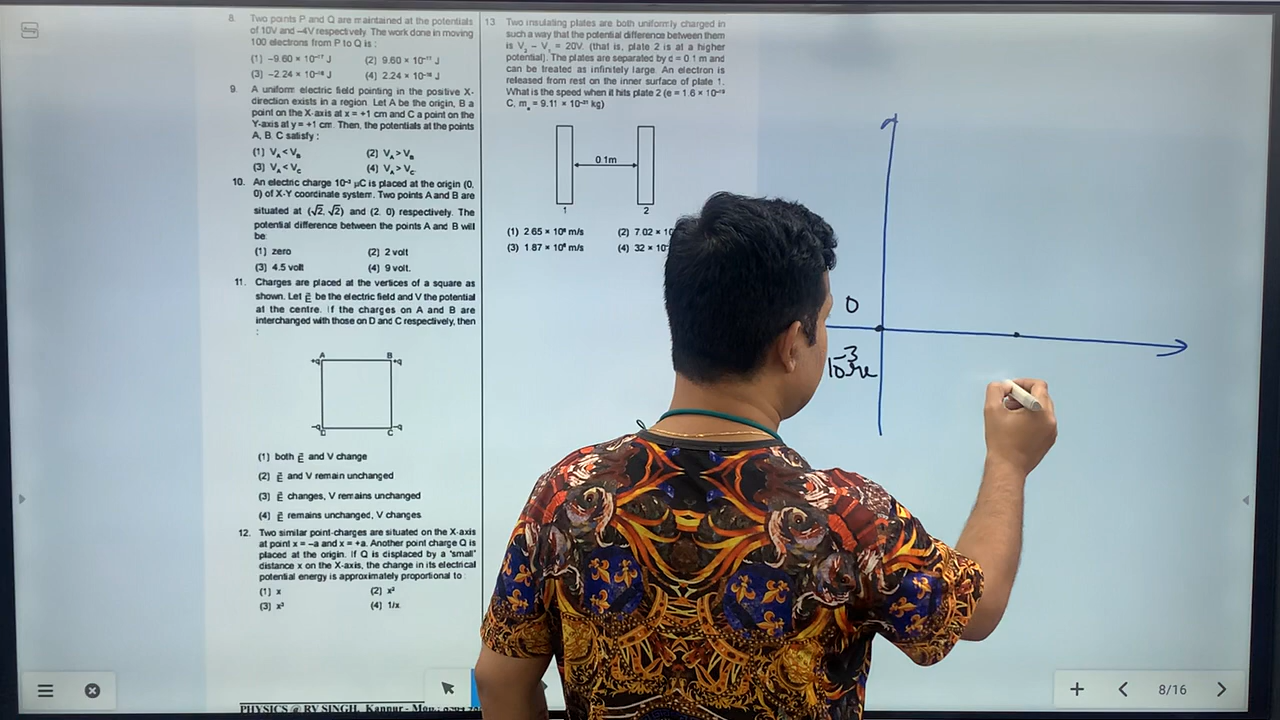 8. Two points P and Q are maintained at the potentials
of 10V and -4V respectively. The work done in moving
100 electrons from P to Q is :
(1) -9.60 × 10⁻¹⁷ J (2) 9.60 × 10⁻¹⁷ J
(3) -2.24 × 10⁻¹⁶ J (4) 2.24 × 10⁻¹⁶ J
9. A uniform electric field pointing in the positive X-
direction exists in a region. Let A be the origin, B a
point on the X-axis at x = +1 cm and C a point on the
Y-axis at y = +1 cm. Then, the potentials at the points
A, B, C satisfy :
(1) V_A < V_B (2) V_A > V_B
(3) V_A < V_C (4) V_A > V_C
10. An electric charge 10⁻³ μC is placed at the origin (0,
0) of X-Y coordinate system. Two points A and B are
situated at (√2, √2) and (2, 0) respectively. The
potential difference between the points A and B will
be:
(1) zero (2) 2 volt
(3) 4.5 volt (4) 9 volt.
11. Charges are placed at the vertices of a square as
shown. Let E⃗ be the electric field and V the potential
at the centre. If the charges on A and B are
interchanged with those on D and C respectively, then
:
A B
+q +q
-q -q
D C
(1) both E⃗ and V change
(2) E⃗ and V remain unchanged
(3) E⃗ changes, V remains unchanged
(4) E⃗ remains unchanged, V changes
12. Two similar point-charges are situated on the X-axis
at point x = -a and x = +a. Another point charge Q is
placed at the origin. If Q is displaced by a 'small'
distance x on the X-axis, the change in its electrical
potential energy is approximately proportional to :
(1) x (2) x²
(3) x³ (4) 1/x.
PHYSICS @ RV SINGH, Kanpur - Mob.:
13 Two insulating plates are both uniformly charged in
such a way that the potential difference between them
is V₂ - V₁ = 20V. (that is, plate 2 is at a higher
potential). The plates are separated by d = 0.1 m and
can be treated as infinitely large. An electron is
released from rest on the inner surface of plate 1.
What is the speed when it hits plate 2 (e = 1.6 × 10⁻¹⁹
C, mₑ = 9.11 × 10⁻³¹ kg)
0.1m
1 2
(1) 2.65 × 10⁶ m/s (2) 7.02 × 10
(3) 1.87 × 10⁶ m/s (4) 32 × 10⁻
0
10⁻³
8/16